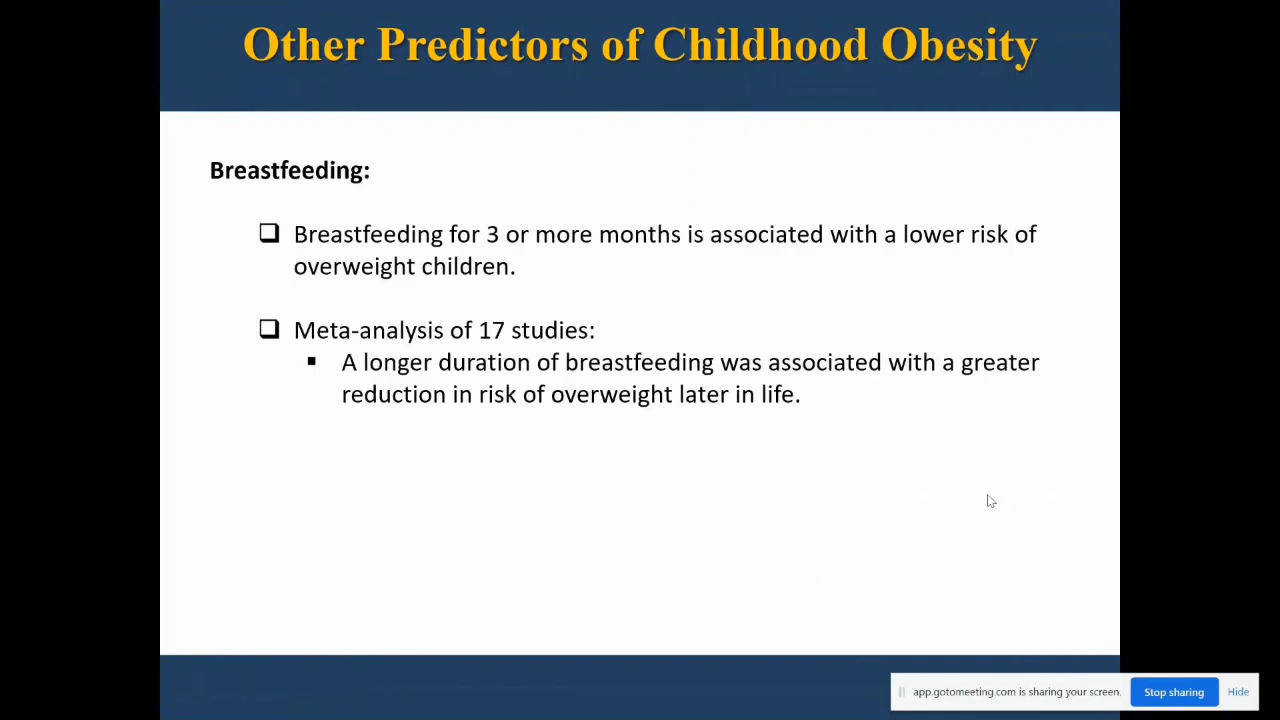 Other Predictors of Childhood Obesity
Breastfeeding:
Breastfeeding for 3 or more months is associated with a lower risk of
overweight children.
Meta-analysis of 17 studies:
A longer duration of breastfeeding was associated with a greater
reduction in risk of overweight later in life.
app.gotomeeting.com is sharing your screen. Stop sharing Hide